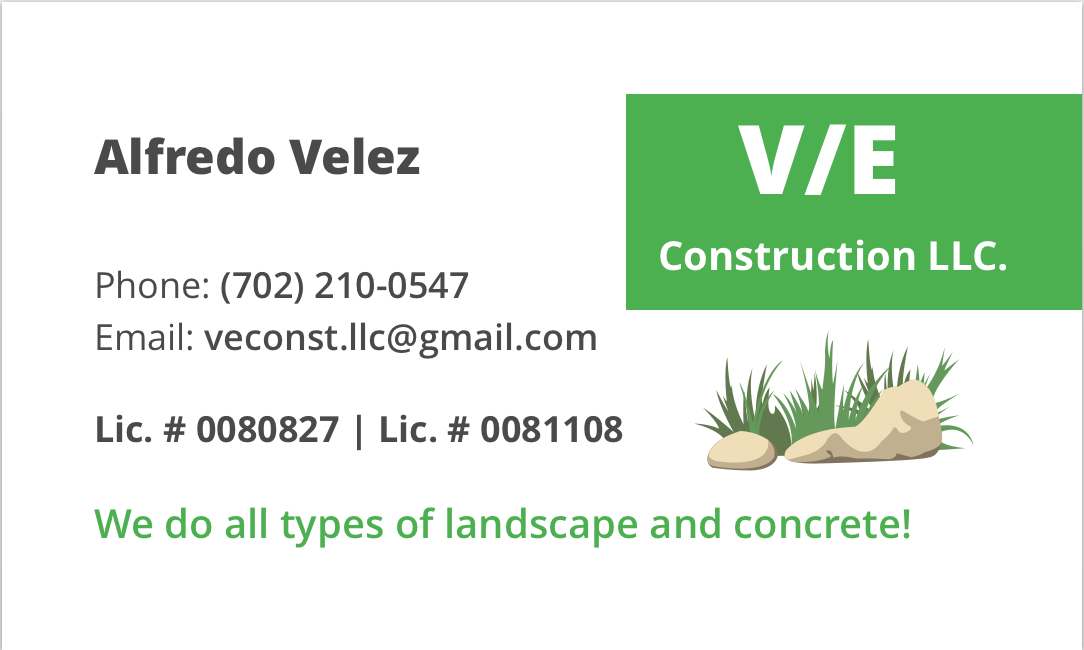 Alfredo Velez
V/E
Construction LLC.
Phone: (702) 210-0547
Email: veconst.llc@gmail.com
Lic. # 0080827 | Lic. # 0081108
We do all types of landscape and concrete!